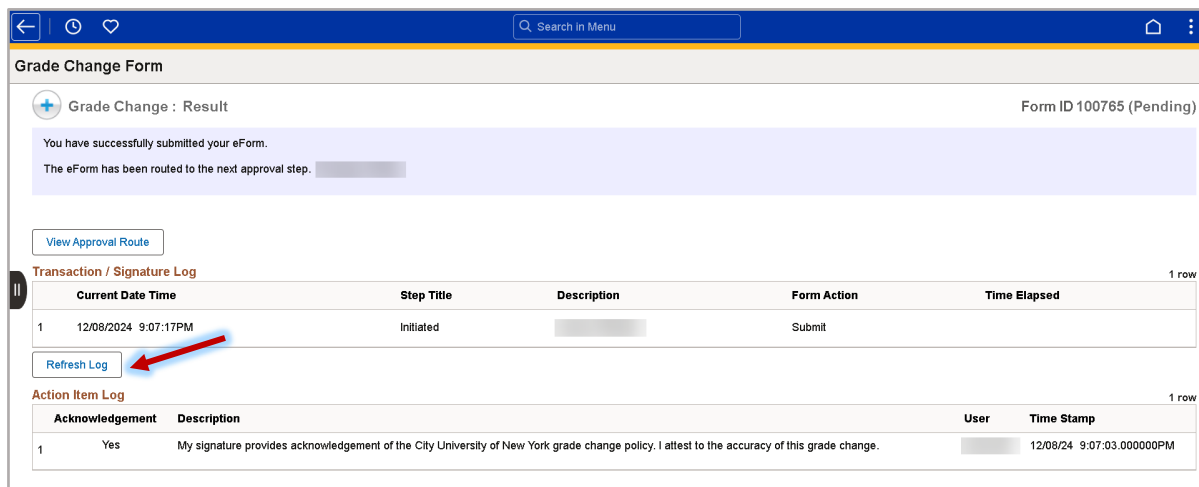 Search in Menu
Grade Change Form
Grade Change : Result Form ID 100765 (Pending)
You have successfully submitted your eForm.
The eForm has been routed to the next approval step.
View Approval Route
Transaction / Signature Log 1 row
Current Date Time Step Title Description Form Action Time Elapsed
1 12/08/2024 9:07:17PM Initiated Submit
Refresh Log
Action Item Log 1 row
Acknowledgement Description User Time Stamp
1 Yes My signature provides acknowledgement of the City University of New York grade change policy. I attest to the accuracy of this grade change. 12/08/24 9:07:03.000000PM